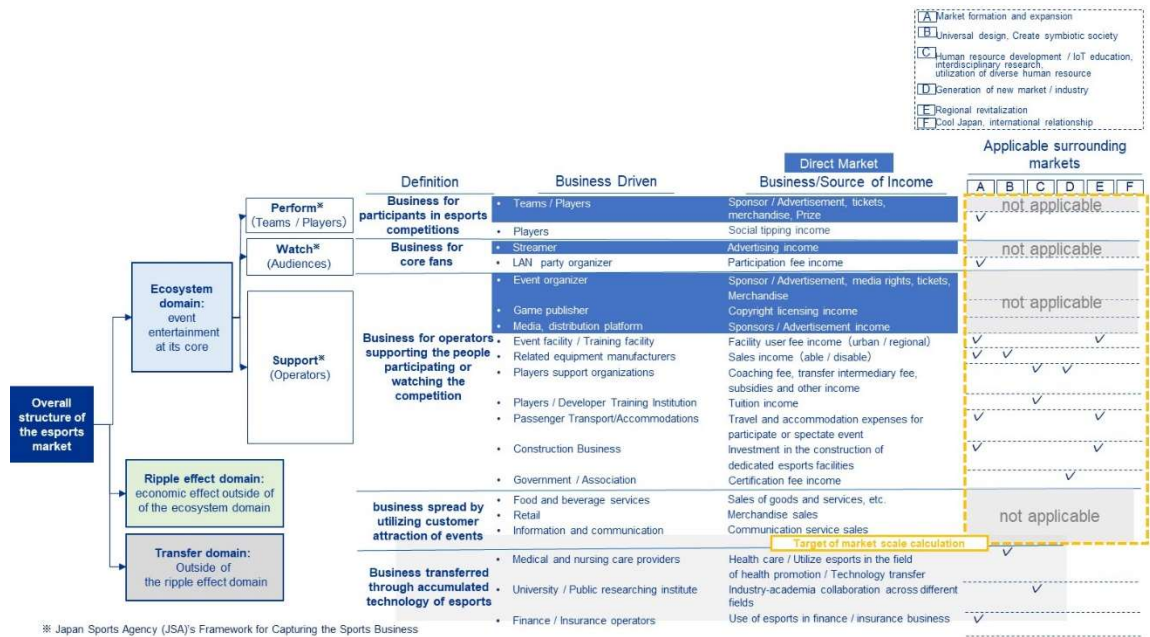 A Market formation and expansion
B Universal design, Create symbiotic society
C Human resource development / IoT education,
interdisciplinary research,
utilization of diverse human resource
D Generation of new market / industry
E Regional revitalization
F Cool Japan, international relationship
Applicable surrounding
markets
Direct Market
Definition
Business Driven
Business/Source of Income
A B C D E F
Overall
structure of
the esports
market
Ecosystem
domain:
event
entertainment
at its core
Ripple effect domain:
economic effect outside of
of the ecosystem domain
Transfer domain:
Outside of
the ripple effect domain
Perform※
(Teams / Players)
Watch※
(Audiences)
Support※
(Operators)
Business for
participants in esports
competitions
• Teams / Players
Sponsor / Advertisement, tickets,
merchandise, Prize
not applicable
• Players
Social tipping income
✓
Business for
core fans
• Streamer
Advertising income
not applicable
• LAN party organizer
Participation fee income
✓
Business for operators
supporting the people
participating or
watching the
competition
• Event organizer
Sponsor / Advertisement, media rights, tickets,
Merchandise
• Game publisher
Copyright licensing income
not applicable
• Media, distribution platform
Sponsors / Advertisement income
• Event facility / Training facility
Facility user fee income (urban / regional)
✓ ✓
• Related equipment manufacturers
Sales income (able / disable)
✓ ✓
• Players support organizations
Coaching fee, transfer intermediary fee,
subsidies and other income
✓ ✓
• Players / Developer Training Institution
Tuition income
✓
• Passenger Transport/Accommodations
Travel and accommodation expenses for
participate or spectate event
✓ ✓
• Construction Business
Investment in the construction of
dedicated esports facilities
✓ ✓
• Government / Association
Certification fee income
✓
business spread by
utilizing customer
attraction of events
• Food and beverage services
Sales of goods and services, etc.
• Retail
Merchandise sales
not applicable
• Information and communication
Communication service sales
Target of market scale calculation
Business transferred
through accumulated
technology of esports
• Medical and nursing care providers
Health care / Utilize esports in the field
of health promotion / Technology transfer
✓
• University / Public researching institute
Industry-academia collaboration across different
fields
✓
• Finance / Insurance operators
Use of esports in finance / insurance business
✓
※ Japan Sports Agency (JSA)'s Framework for Capturing the Sports Business